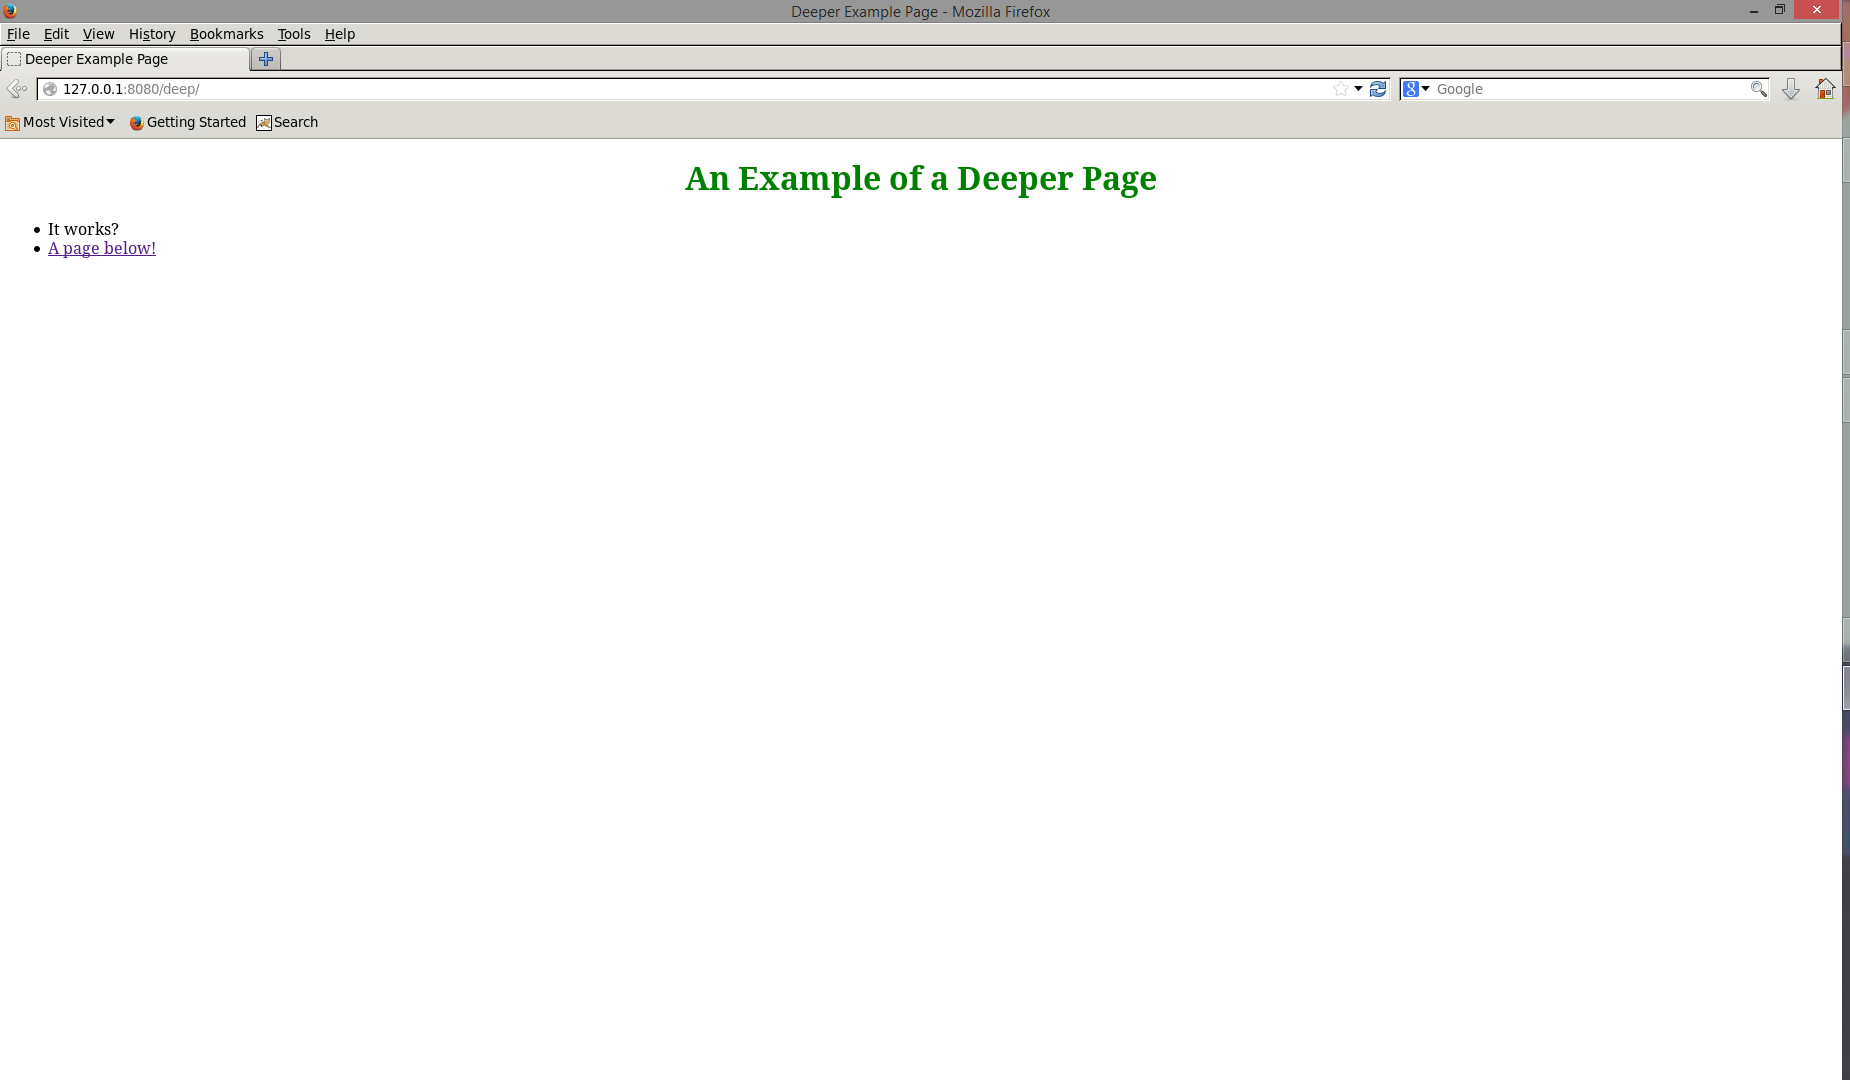 Deeper Example Page - Mozilla Firefox
File Edit View History Bookmarks Tools Help
Deeper Example Page
127.0.0.1:8080/deep/ Google
Most Visited Getting Started Search
An Example of a Deeper Page
It works?
A page below!